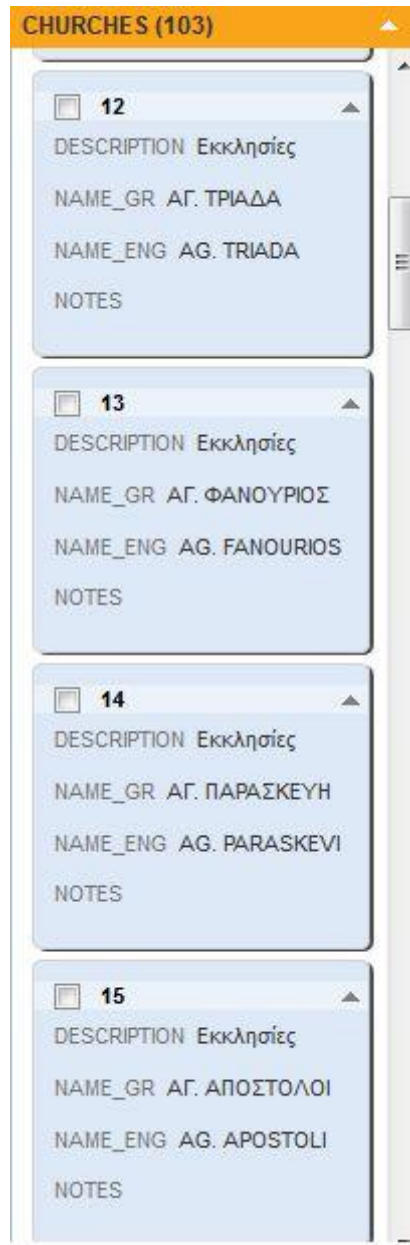 CHURCHES (103)
12
DESCRIPTION Εκκλησίες
NAME_GR ΑΓ. ΤΡΙΑΔΑ
NAME_ENG AG. TRIADA
NOTES
13
DESCRIPTION Εκκλησίες
NAME_GR ΑΓ. ΦΑΝΟΥΡΙΟΣ
NAME_ENG AG. FANOURIOS
NOTES
14
DESCRIPTION Εκκλησίες
NAME_GR ΑΓ. ΠΑΡΑΣΚΕΥΗ
NAME_ENG AG. PARASKEVI
NOTES
15
DESCRIPTION Εκκλησίες
NAME_GR ΑΓ. ΑΠΟΣΤΟΛΟΙ
NAME_ENG AG. APOSTOLI
NOTES